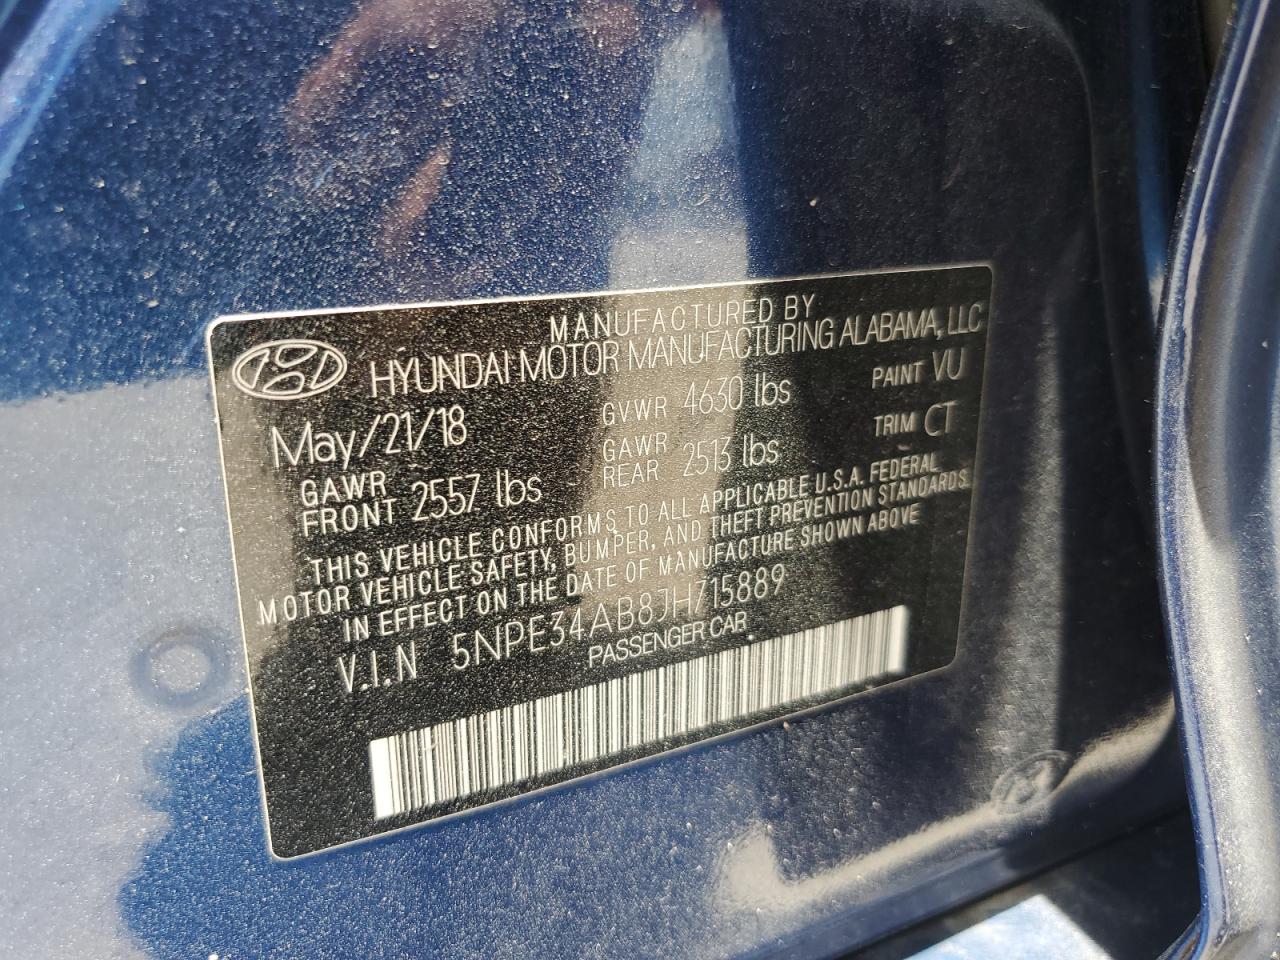 MANUFACTURED BY
HYUNDAI MOTOR MANUFACTURING ALABAMA, LLC
May/21/18 GVWR 4630 lbs PAINT VU
GAWR FRONT 2557 lbs GAWR REAR 2513 lbs TRIM CT
THIS VEHICLE CONFORMS TO ALL APPLICABLE U.S.A. FEDERAL
MOTOR VEHICLE SAFETY, BUMPER, AND THEFT PREVENTION STANDARDS
IN EFFECT ON THE DATE OF MANUFACTURE SHOWN ABOVE
V.I.N 5NPE34AB8JH715889
PASSENGER CAR